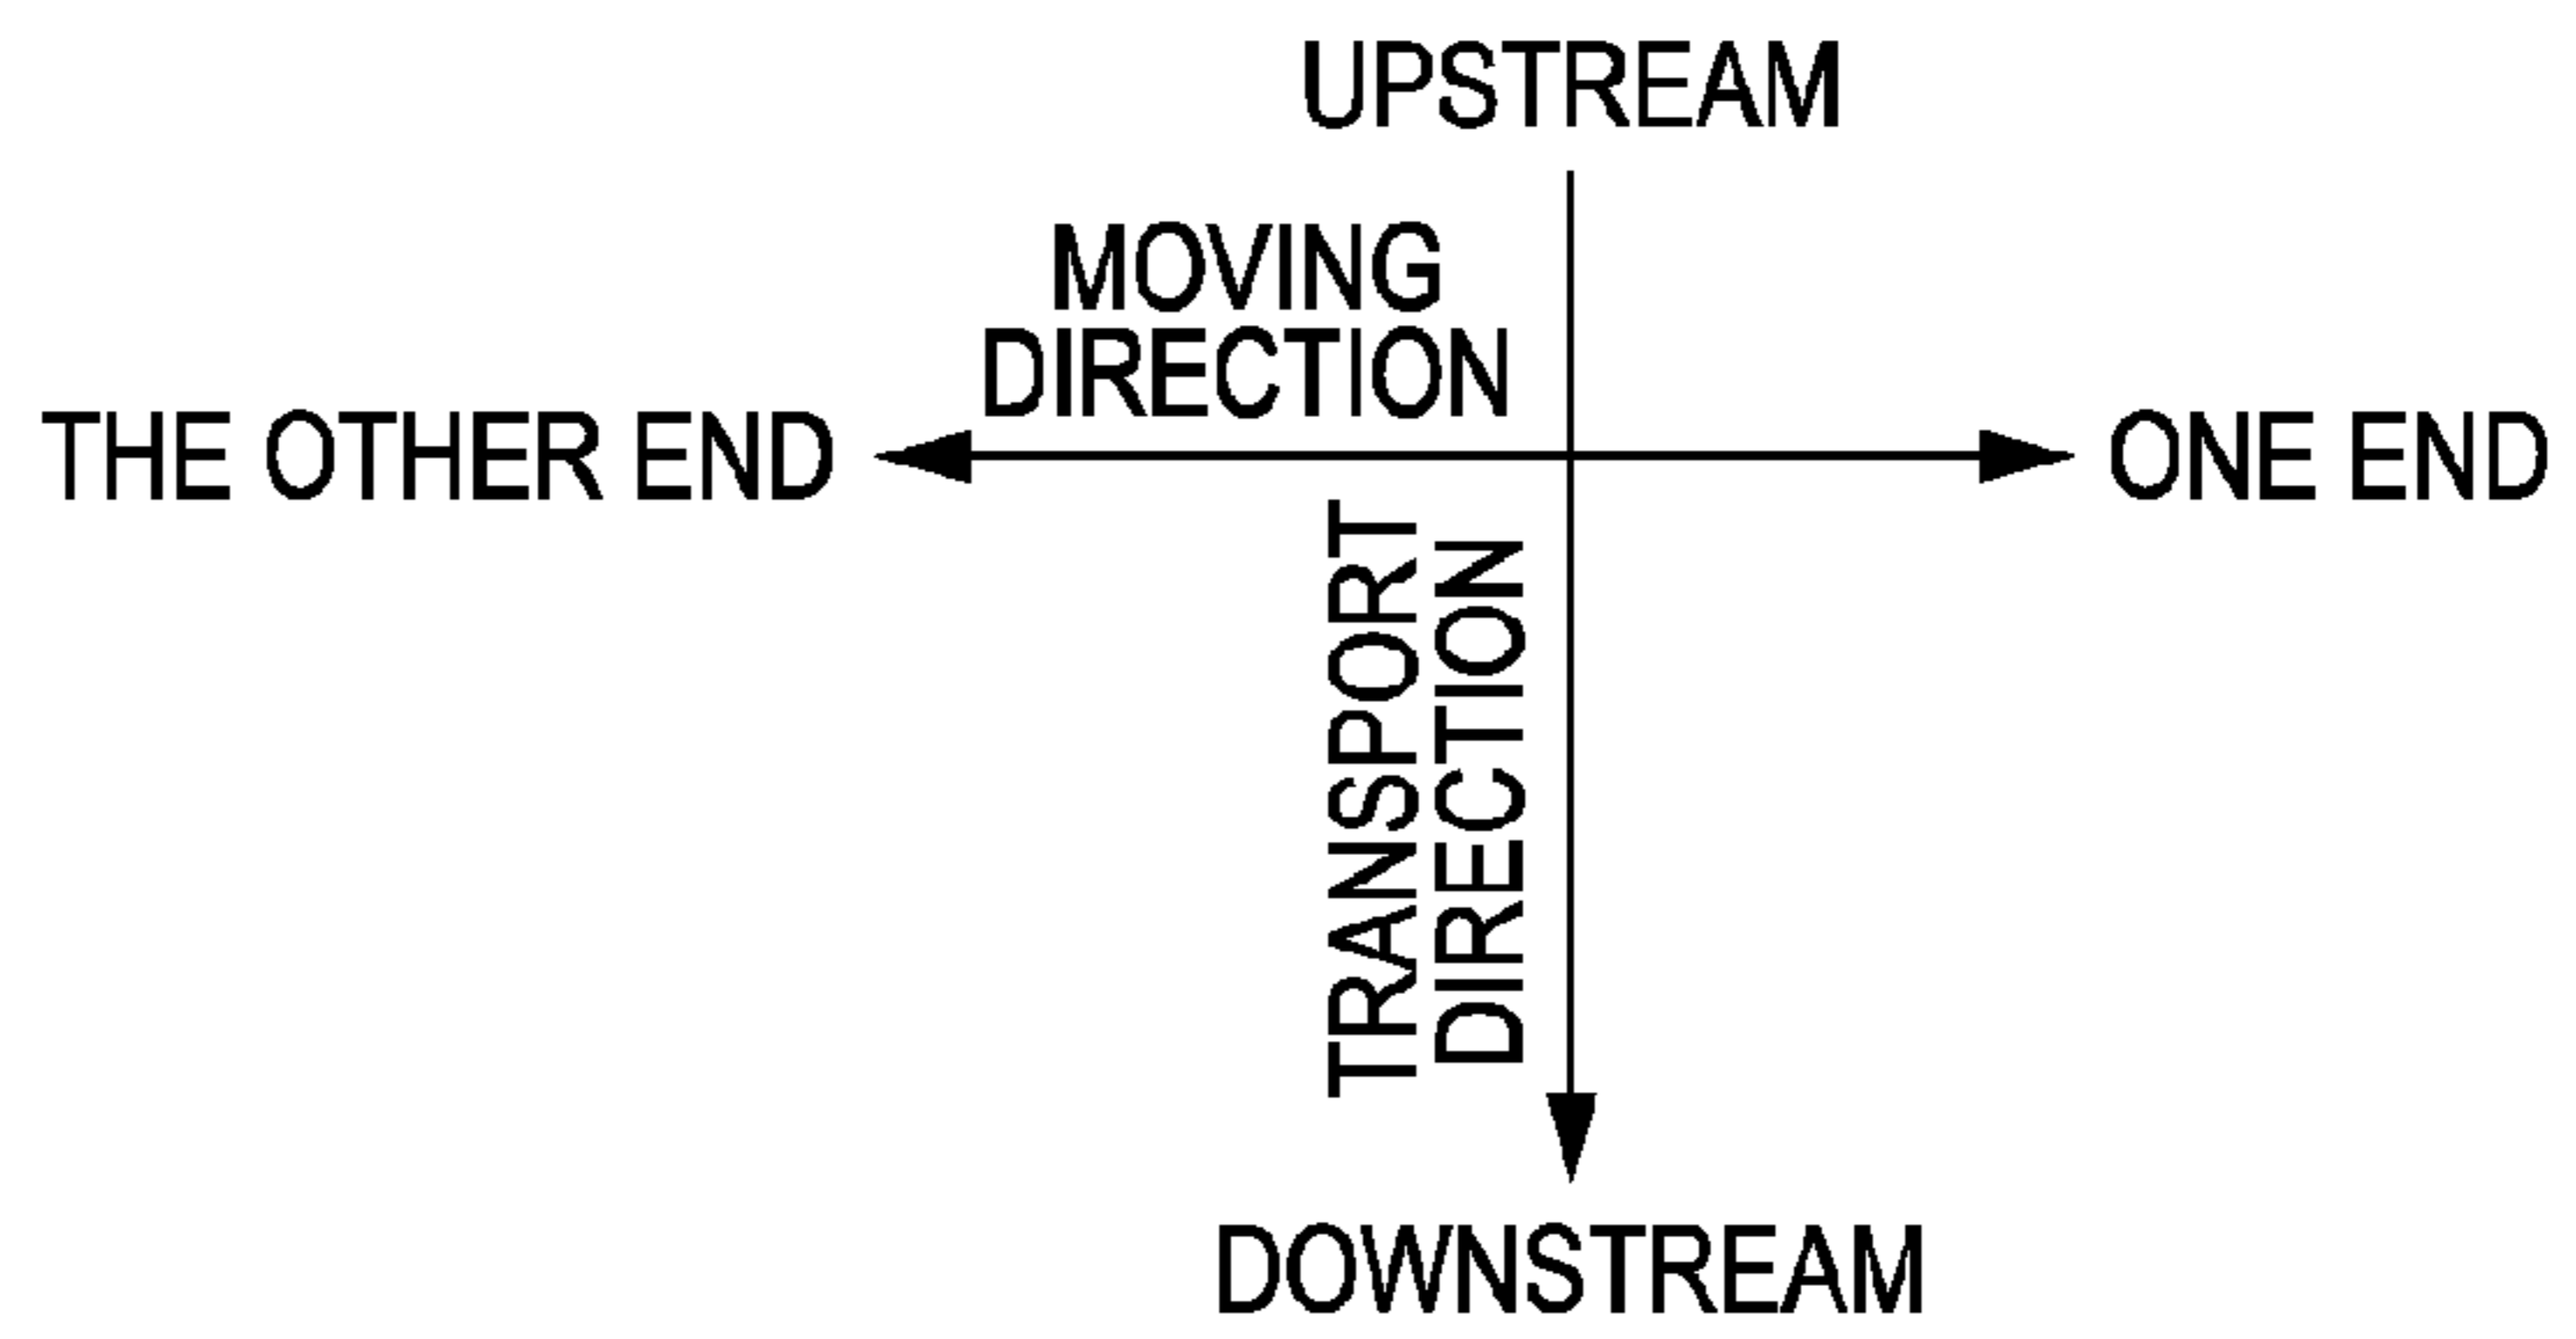 UPSTREAM
MOVING
DIRECTION
THE OTHER END
ONE END
TRANSPORT
DIRECTION
DOWNSTREAM